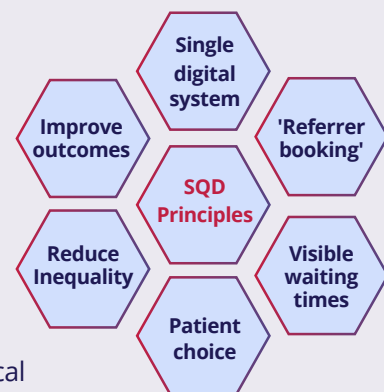 Single
digital
system
Improve
outcomes
'Referrer
booking'
SQD
Principles
Reduce
Inequality
Visible
waiting
times
Patient
choice